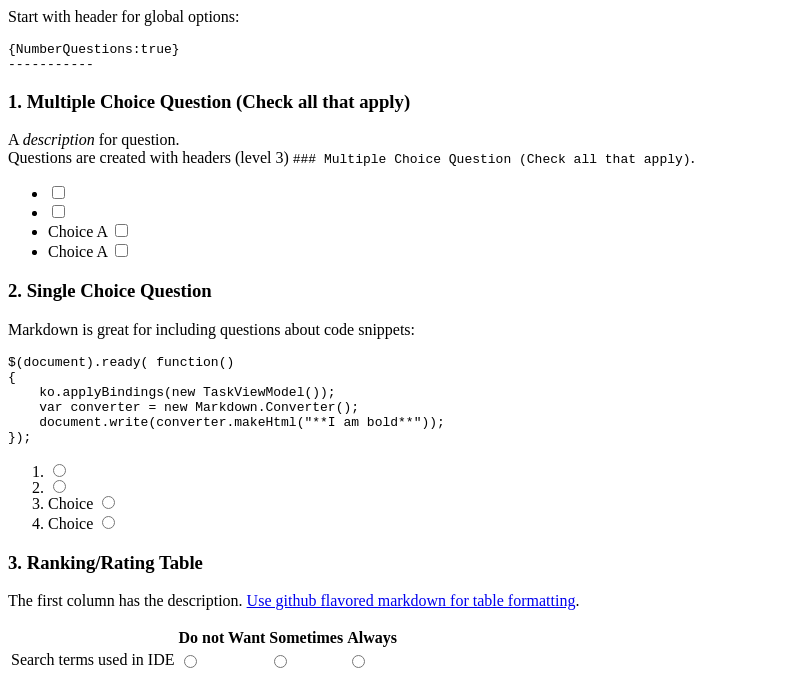 Start with header for global options:
{NumberQuestions:true}
-----------
1. Multiple Choice Question (Check all that apply)
A description for question.
Questions are created with headers (level 3) ### Multiple Choice Question (Check all that apply).
Choice A
Choice A
2. Single Choice Question
Markdown is great for including questions about code snippets:
$(document).ready( function()
{
    ko.applyBindings(new TaskViewModel());
    var converter = new Markdown.Converter();
    document.write(converter.makeHtml("**I am bold**"));
});
1.
2.
3. Choice
4. Choice
3. Ranking/Rating Table
The first column has the description. Use github flavored markdown for table formatting.
Do not Want Sometimes Always
Search terms used in IDE